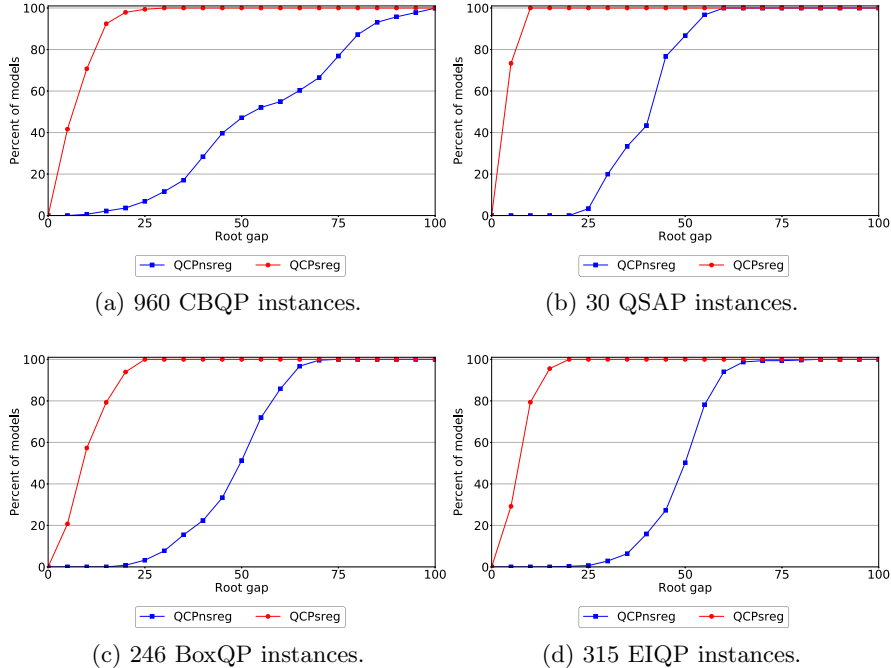 100
80
60
40
20
0
Percent of models
0 25 50 75 100
Root gap
QCPnsreg QCPsreg
(a) 960 CBQP instances.
100
80
60
40
20
0
Percent of models
0 25 50 75 100
Root gap
QCPnsreg QCPsreg
(b) 30 QSAP instances.
100
80
60
40
20
0
Percent of models
0 25 50 75 100
Root gap
QCPnsreg QCPsreg
(c) 246 BoxQP instances.
100
80
60
40
20
0
Percent of models
0 25 50 75 100
Root gap
QCPnsreg QCPsreg
(d) 315 EIQP instances.